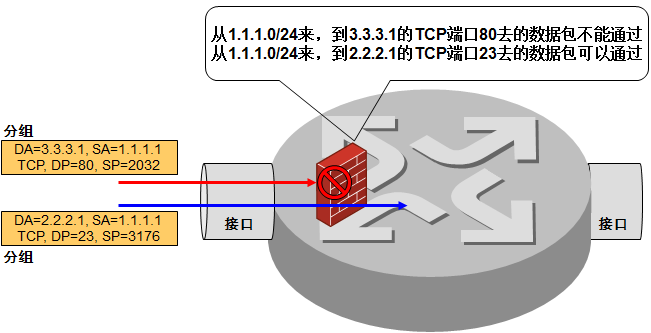 从1.1.1.0/24来，到3.3.3.1的TCP端口80去的数据包不能通过
从1.1.1.0/24来，到2.2.2.1的TCP端口23去的数据包可以通过
分组
DA=3.3.3.1, SA=1.1.1.1
TCP, DP=80, SP=2032
DA=2.2.2.1, SA=1.1.1.1
TCP, DP=23, SP=3176
分组
接口
接口